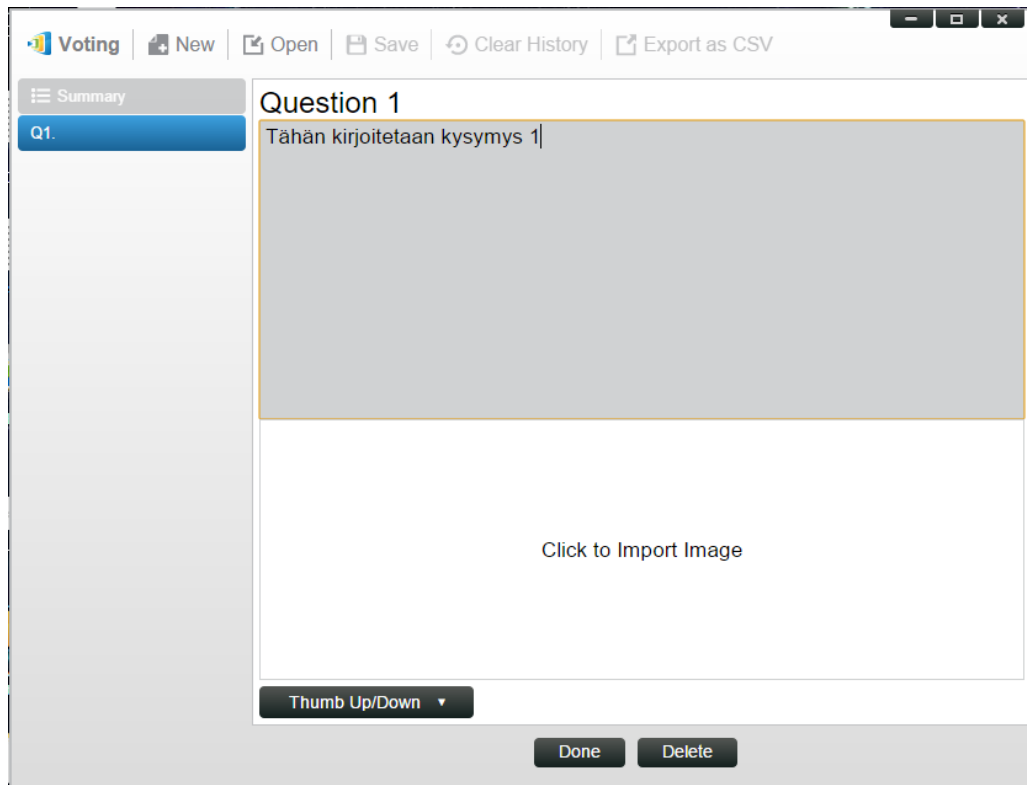 Voting New Open Save Clear History Export as CSV
Summary
Q1.
Question 1
Tähän kirjoitetaan kysymys 1
Click to Import Image
Thumb Up/Down
Done Delete